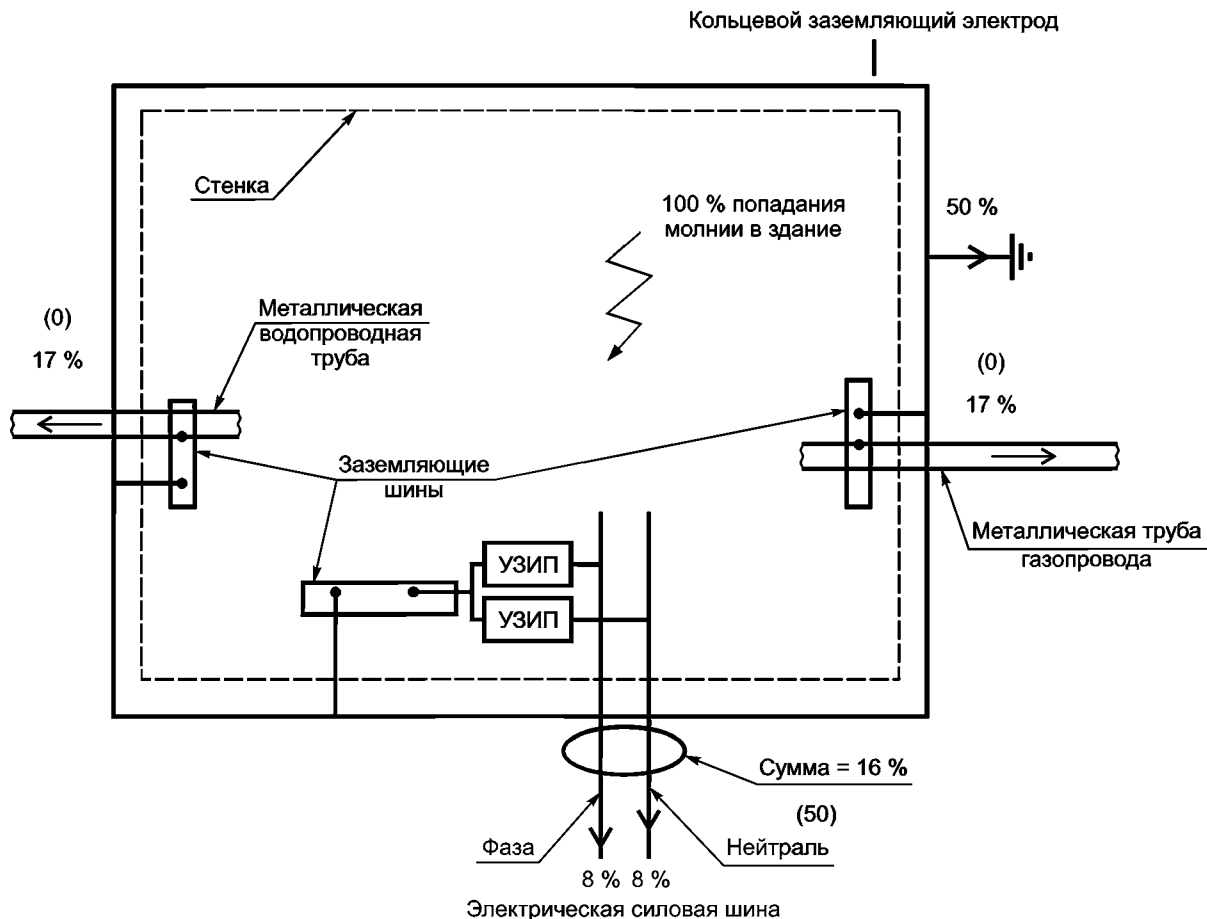 Кольцевой заземляющий электрод
Стенка
100 % попадания
молнии в здание
50 %
(0)
17 %
Металлическая
водопроводная
труба
(0)
17 %
Заземляющие
шины
Металлическая труба
газопровода
УЗИП
УЗИП
Сумма = 16 %
(50)
Фаза
Нейтраль
8 % 8 %
Электрическая силовая шина